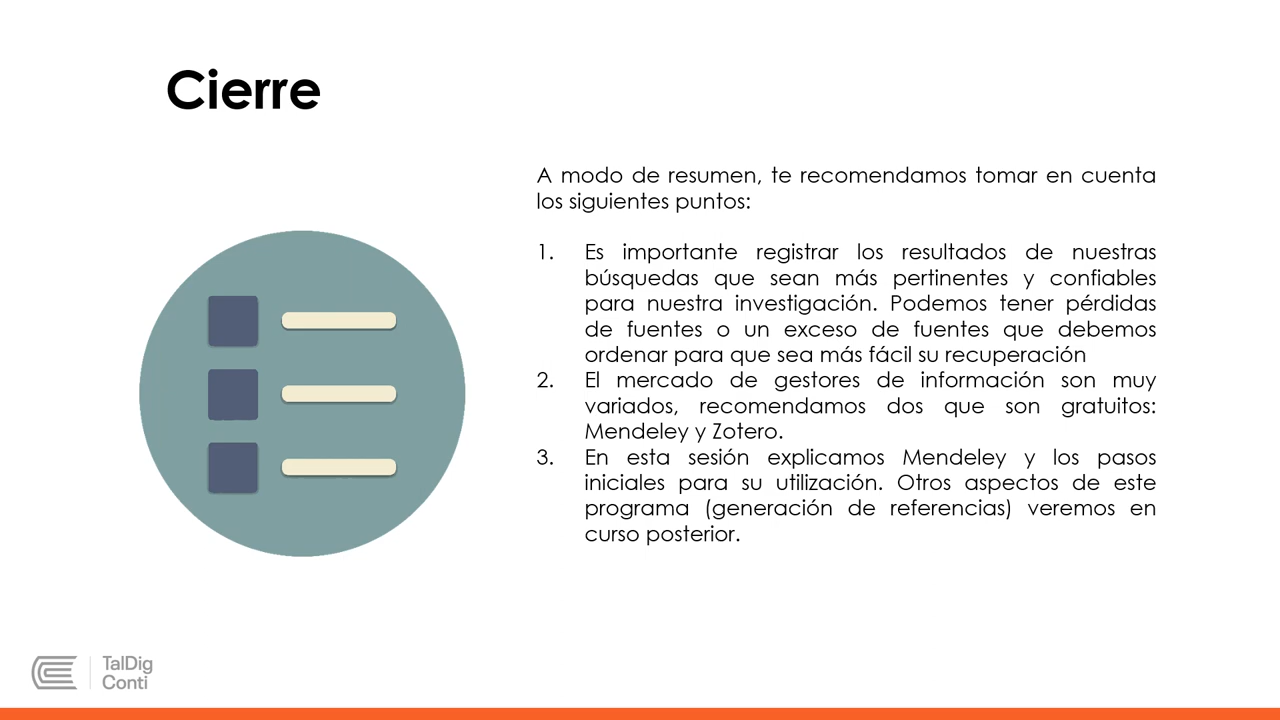 Cierre
A modo de resumen, te recomendamos tomar en cuenta
los siguientes puntos:
1. Es importante registrar los resultados de nuestras
búsquedas que sean más pertinentes y confiables
para nuestra investigación. Podemos tener pérdidas
de fuentes o un exceso de fuentes que debemos
ordenar para que sea más fácil su recuperación
2. El mercado de gestores de información son muy
variados, recomendamos dos que son gratuitos:
Mendeley y Zotero.
3. En esta sesión explicamos Mendeley y los pasos
iniciales para su utilización. Otros aspectos de este
programa (generación de referencias) veremos en
curso posterior.
TalDig
Conti